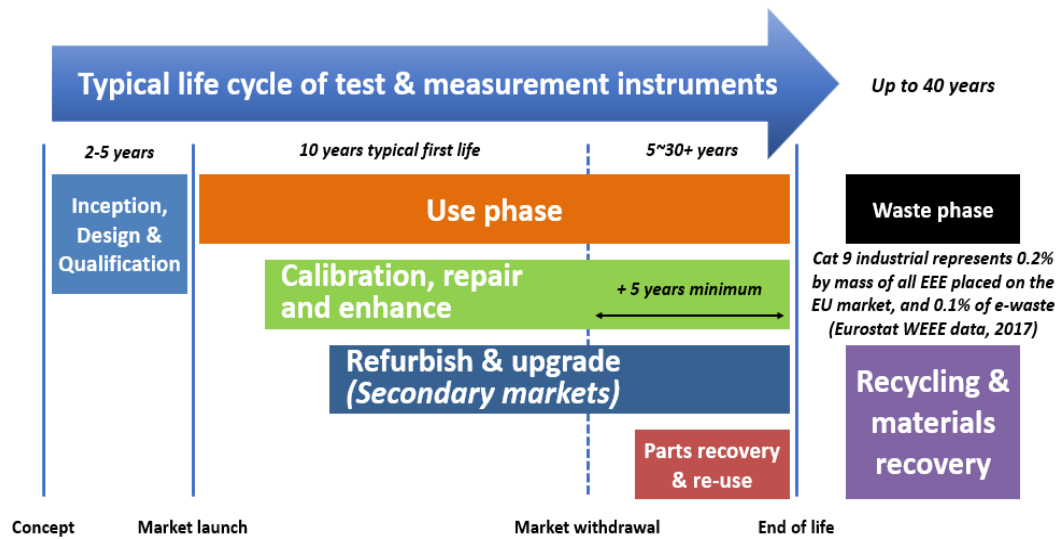 Typical life cycle of test & measurement instruments
Up to 40 years
2-5 years
10 years typical first life
5~30+ years
Inception,
Design &
Qualification
Use phase
Waste phase
Cat 9 industrial represents 0.2%
by mass of all EEE placed on the
EU market, and 0.1% of e-waste
(Eurostat WEEE data, 2017)
Calibration, repair
and enhance
+ 5 years minimum
Refurbish & upgrade
(Secondary markets)
Recycling &
materials
recovery
Parts recovery
& re-use
Concept
Market launch
Market withdrawal
End of life